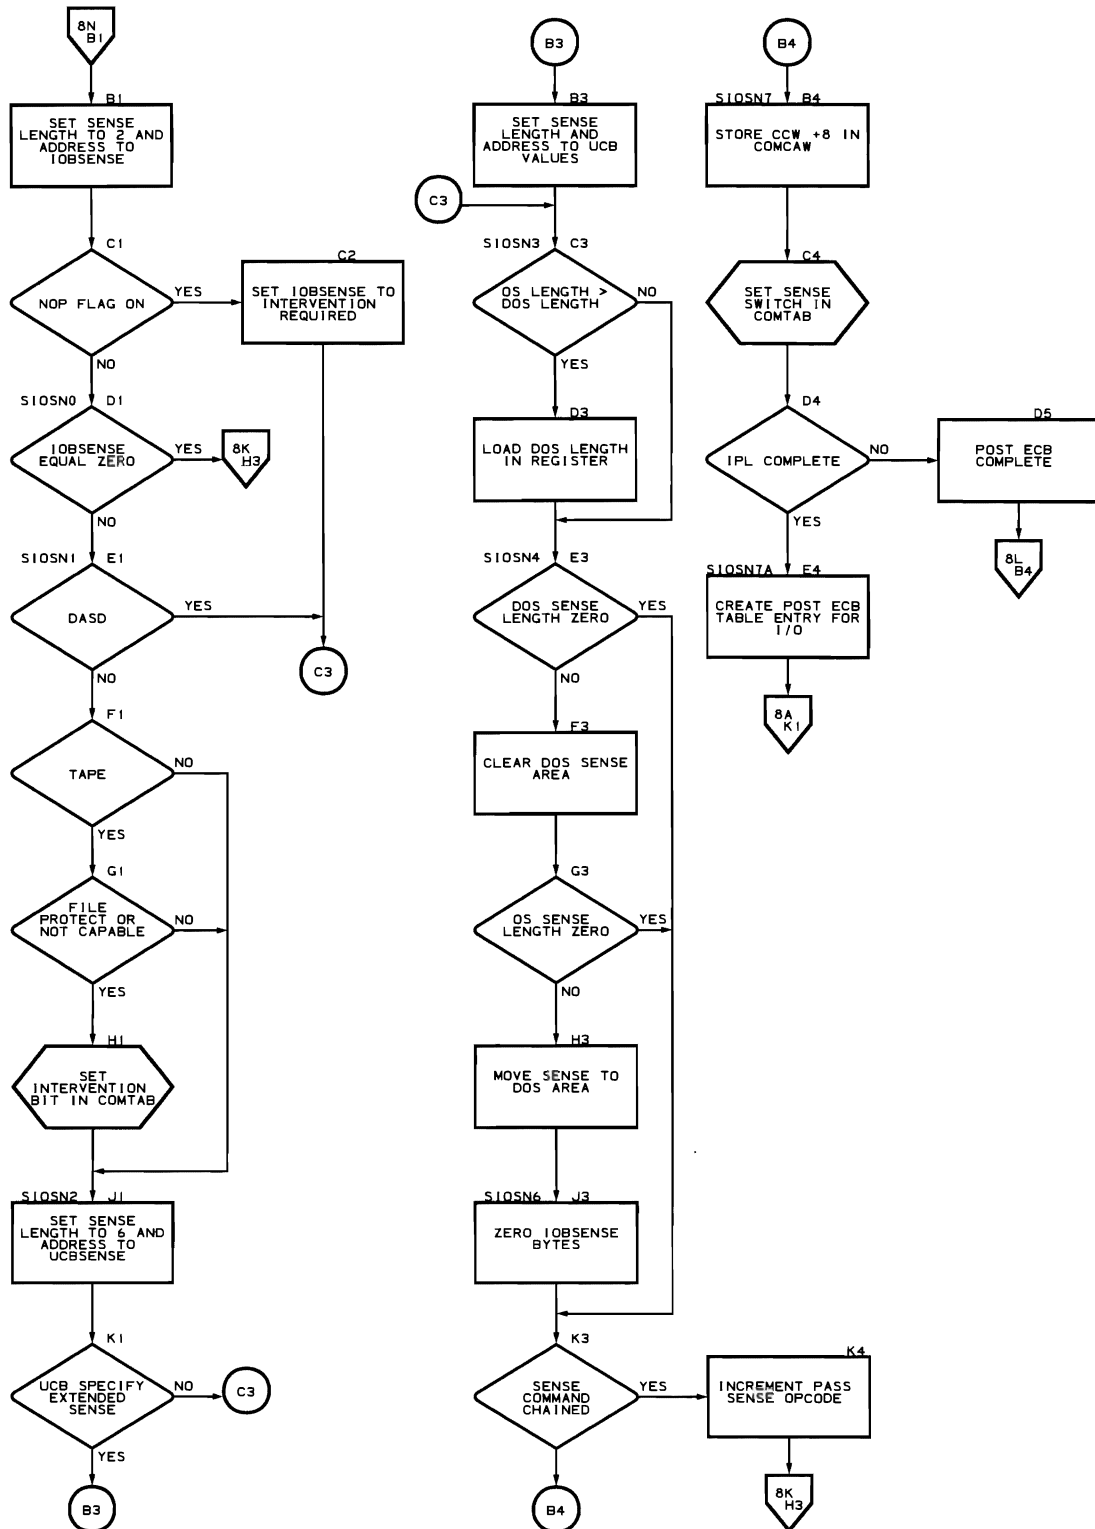 8N
B1
B1
SET SENSE
LENGTH TO 2 AND
ADDRESS TO
IOBSENSE
C1
NOP FLAG ON
YES
NO
C2
SET IOBSENSE TO
INTERVENTION
REQUIRED
SIOSN0 D1
IOBSENSE
EQUAL ZERO
YES
8K
H3
NO
SIOSN1 E1
DASD
YES
C3
NO
F1
TAPE
NO
YES
G1
FILE
PROTECT OR
NOT CAPABLE
NO
YES
H1
SET
INTERVENTION
BIT IN COMTAB
SIOSN2 J1
SET SENSE
LENGTH TO 6 AND
ADDRESS TO
UCBSENSE
K1
UCB SPECIFY
EXTENDED
SENSE
NO
C3
YES
B3
B3
B3
SET SENSE
LENGTH AND
ADDRESS TO UCB
VALUES
C3
SIOSN3 C3
OS LENGTH >
DOS LENGTH
NO
YES
D3
LOAD DOS LENGTH
IN REGISTER
SIOSN4 E3
DOS SENSE
LENGTH ZERO
YES
NO
F3
CLEAR DOS SENSE
AREA
G3
OS SENSE
LENGTH ZERO
YES
NO
H3
MOVE SENSE TO
DOS AREA
SIOSN6 J3
ZERO IOBSENSE
BYTES
K3
SENSE
COMMAND
CHAINED
YES
B4
K4
INCREMENT PASS
SENSE OPCODE
8K
H3
B4
SIOSN7 B4
STORE CCW +8 IN
COMCAW
C4
SET SENSE
SWITCH IN
COMTAB
D4
IPL COMPLETE
NO
YES
D5
POST ECB
COMPLETE
8L
B4
SIOSN7A E4
CREATE POST ECB
TABLE ENTRY FOR
I/O
8A
K1